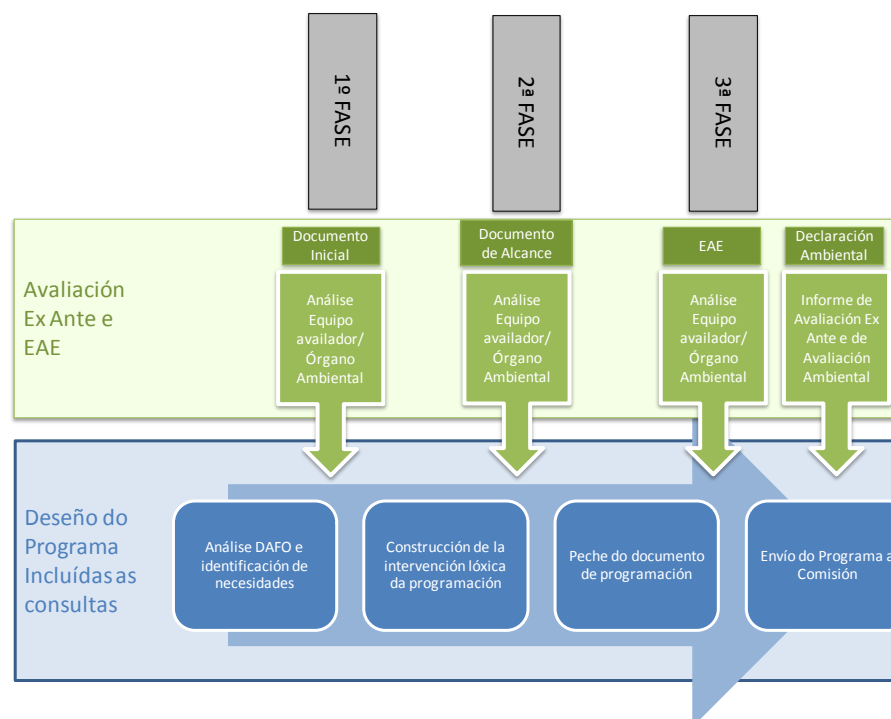 1º FASE
2ª FASE
3ª FASE
Avaliación
Ex Ante e
EAE
Documento
Inicial
Análise
Equipo
availador/
Órgano
Ambiental
Documento
de Alcance
Análise
Equipo
availador/
Órgano
Ambiental
EAE
Análise
Equipo
availador/
Órgano
Ambiental
Declaración
Ambiental
Informe de
Avaliación Ex
Ante e de
Avaliación
Ambiental
Deseño do
Programa
Incluídas as
consultas
Análise DAFO e
identificación de
necesidades
Construcción de la
intervención lóxica
da programación
Peche do documento
de programación
Envío do Programa a
Comisión